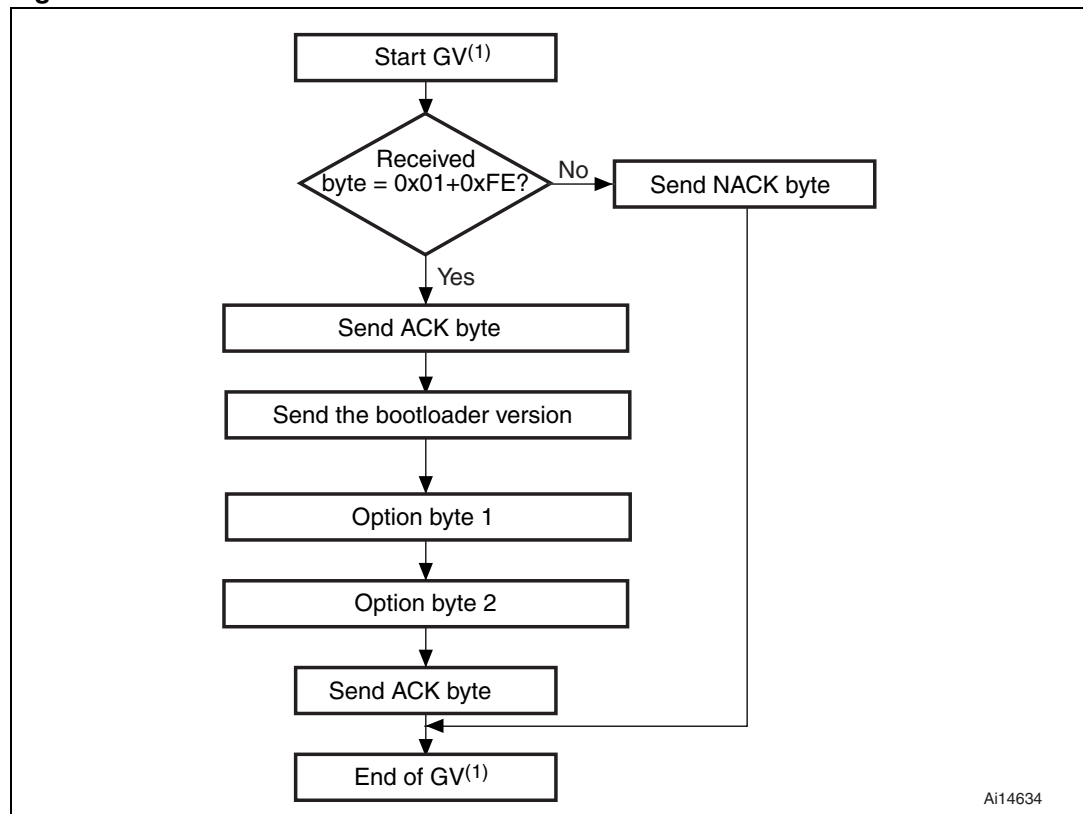 Start GV(1)
Received
byte = 0x01+0xFE?
No
Send NACK byte
Yes
Send ACK byte
Send the bootloader version
Option byte 1
Option byte 2
Send ACK byte
End of GV(1)
Ai14634